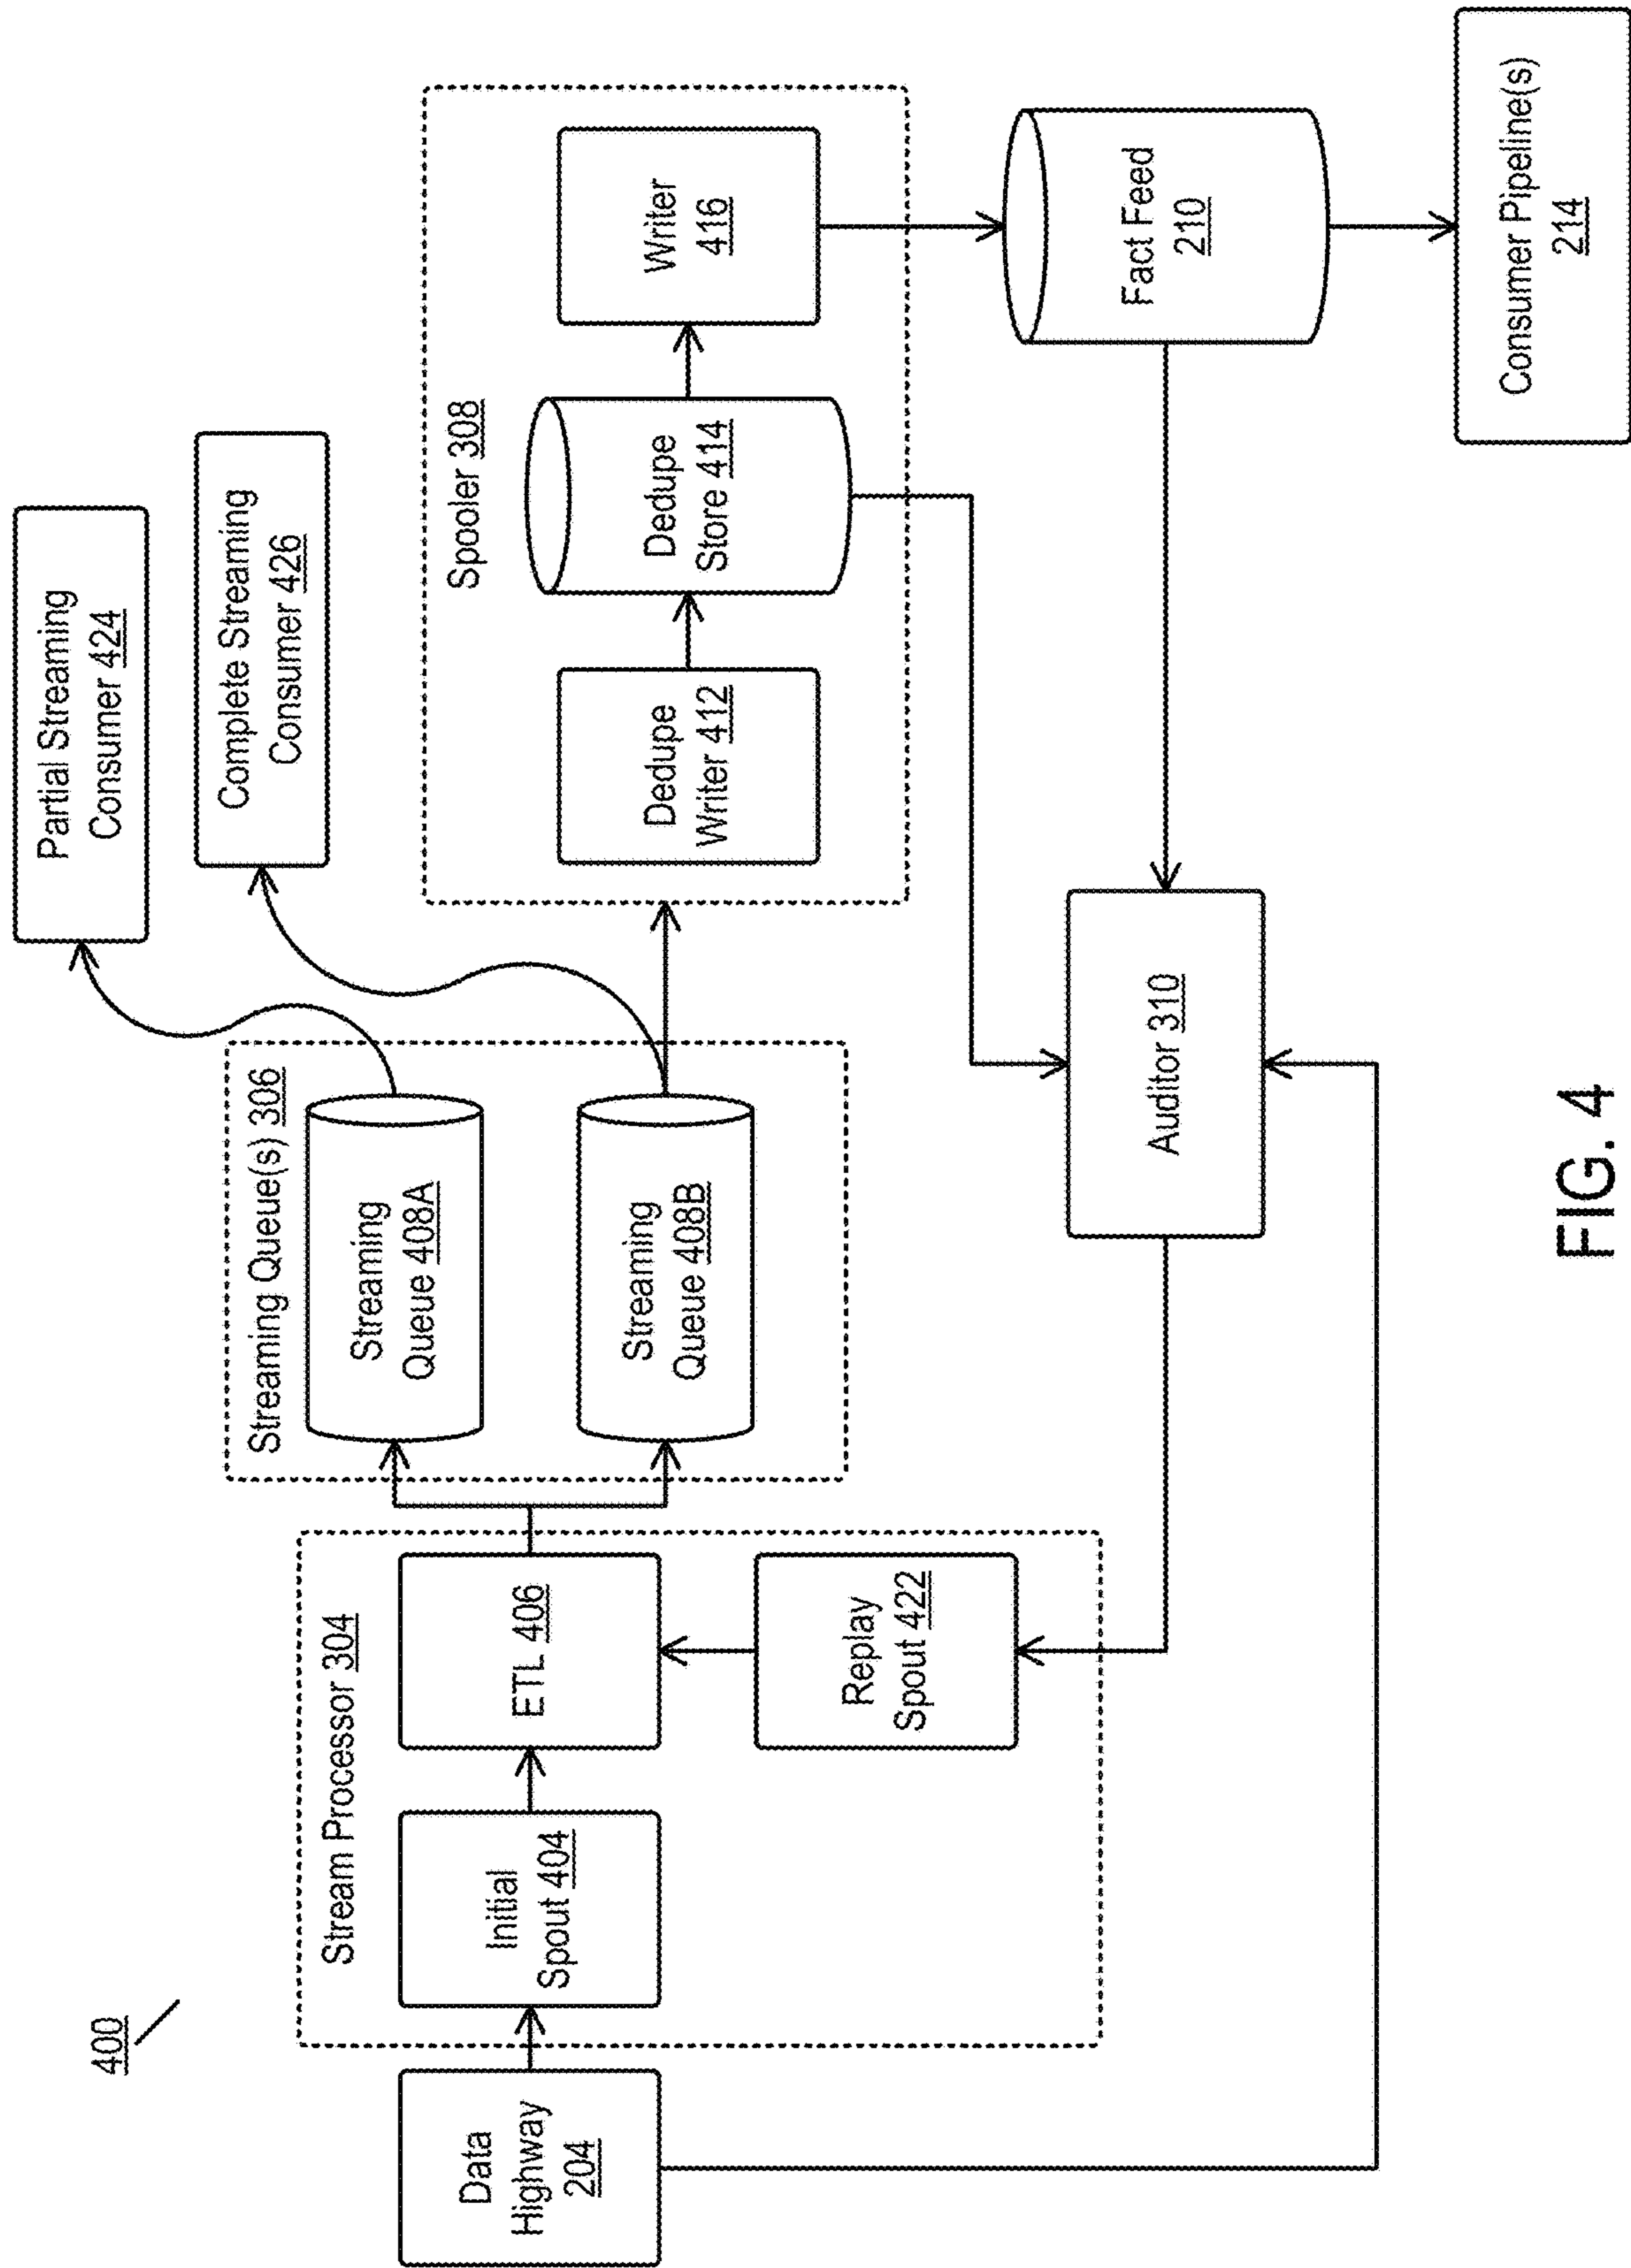 400
Data
Highway
204
Stream Processor 304
Initial
Spout 404
ETL 406
Replay
Spout 422
Streaming Queue(s) 306
Streaming
Queue 408A
Streaming
Queue 408B
Partial Streaming
Consumer 424
Complete Streaming
Consumer 426
Spooler 308
Dedupe
Writer 412
Dedupe
Store 414
Writer
416
Auditor 310
Fact Feed
210
Consumer Pipeline(s)
214
FIG. 4